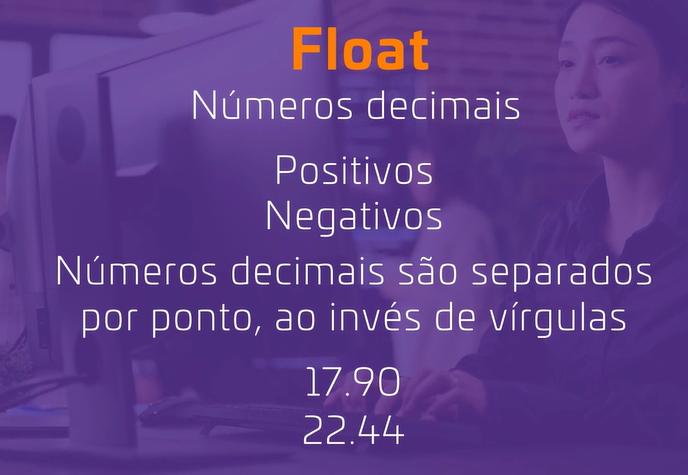 Float
Números decimais
Positivos
Negativos
Números decimais são separados
por ponto, ao invés de vírgulas
17.90
22.44